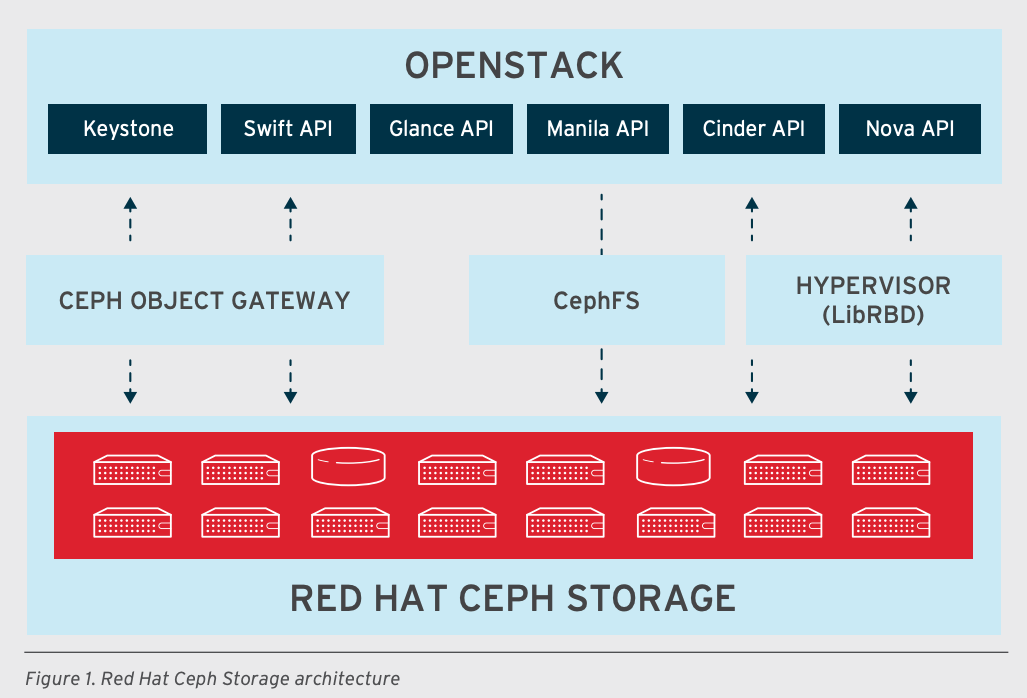 OPENSTACK
Keystone
Swift API
Glance API
Manila API
Cinder API
Nova API
CEPH OBJECT GATEWAY
CephFS
HYPERVISOR
(LibRBD)
RED HAT CEPH STORAGE
Figure 1. Red Hat Ceph Storage architecture